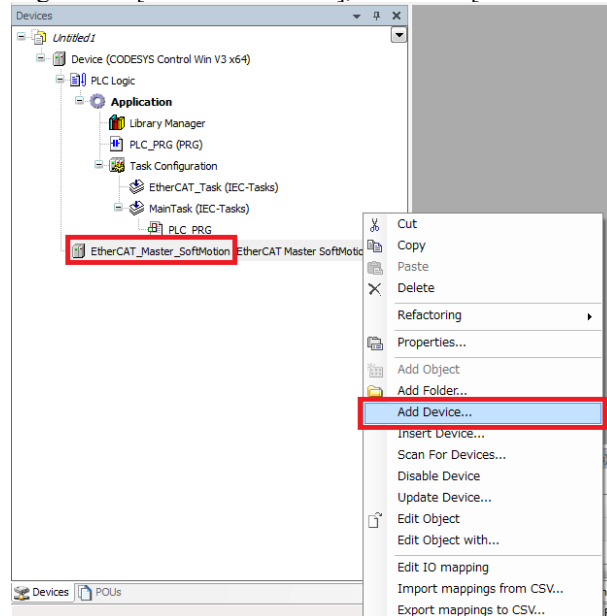 Devices
Untitled1
Device (CODESYS Control Win V3 x64)
PLC Logic
Application
Library Manager
PLC_PRG (PRG)
Task Configuration
EtherCAT_Task (IEC-Tasks)
MainTask (IEC-Tasks)
PLC_PRG
EtherCAT_Master_SoftMotion (EtherCAT Master SoftMotio
Cut
Copy
Paste
Delete
Refactoring
Properties...
Add Object
Add Folder...
Add Device...
Insert Device...
Scan For Devices...
Disable Device
Update Device...
Edit Object
Edit Object with...
Edit IO mapping
Import mappings from CSV...
Export mappings to CSV...
Devices
POUs